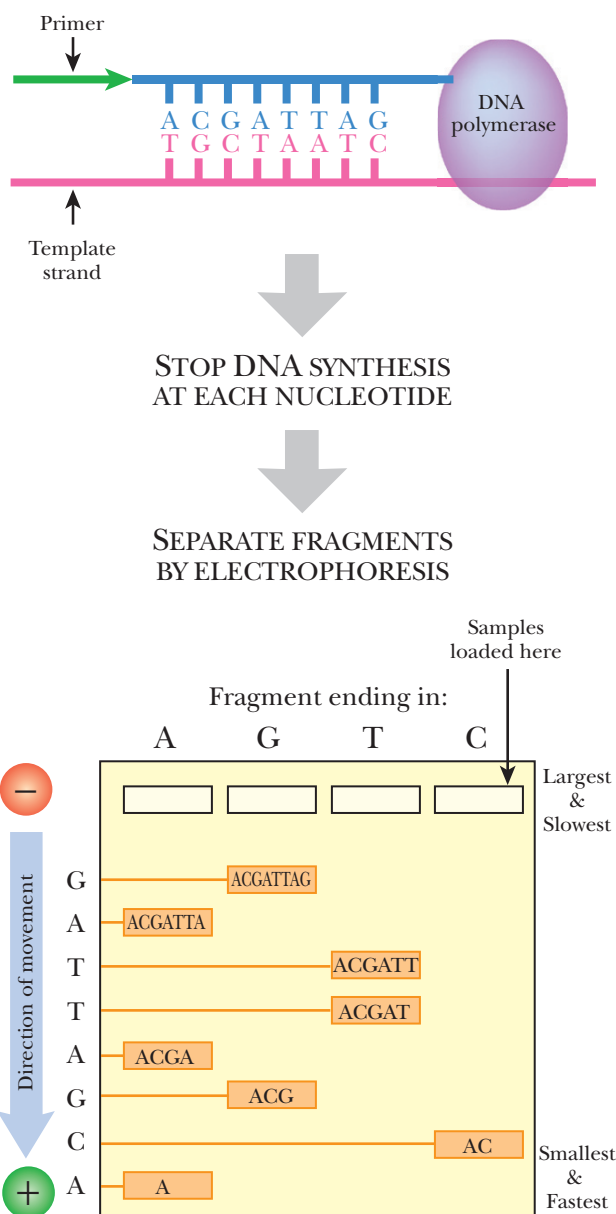 Primer
A C G A T T A G
T G C T A A T C
DNA
polymerase
Template
strand
STOP DNA SYNTHESIS
AT EACH NUCLEOTIDE
SEPARATE FRAGMENTS
BY ELECTROPHORESIS
Samples
loaded here
Fragment ending in:
A G T C
−
Largest
&
Slowest
Direction of movement
G ACGATTAG
A ACGATTA
T ACGATT
T ACGAT
A ACGA
G ACG
C AC
A A
+
Smallest
&
Fastest